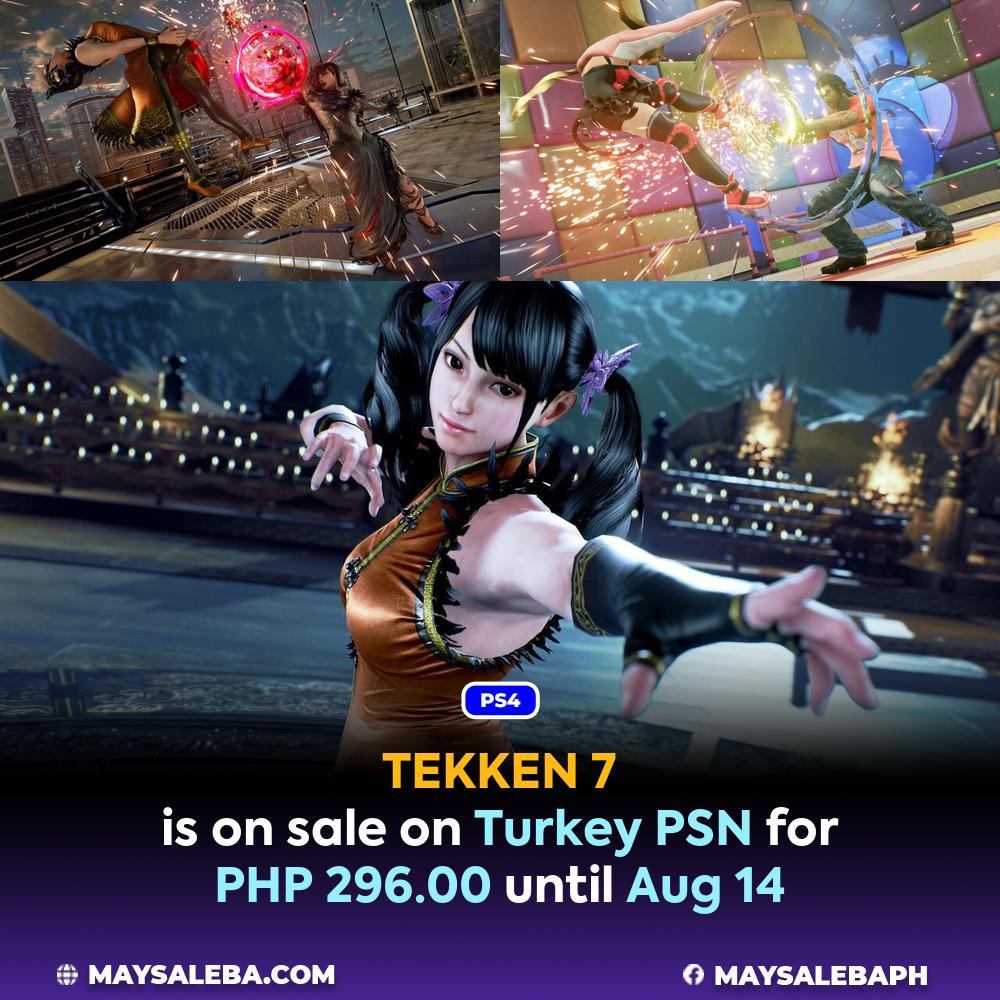 PS4
TEKKEN 7
is on sale on Turkey PSN for
PHP 296.00 until Aug 14
MAYSALEBA.COM
MAYSALEBAPH